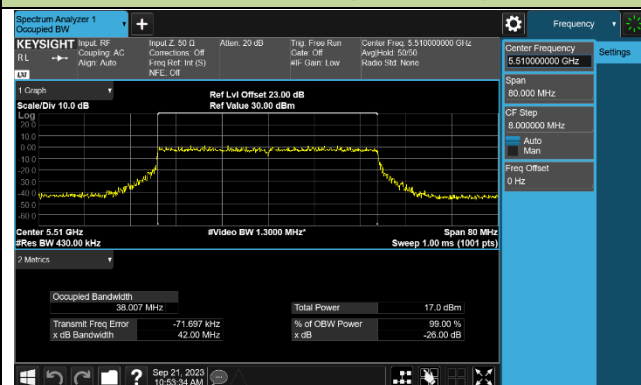 Spectrum Analyzer 1
Occupied BW
Frequency
KEYSIGHT
Input: RF
Coupling: AC
Align: Auto
Input Z: 50 Ω
Corrections: Off
Freq Ref: Int (S)
NFE: Off
Atten: 20 dB
Trig: Free Run
Gate: Off
#IF Gain: Low
Center Freq: 5.510000000 GHz
Avg|Hold: 50/50
Radio Std: None
RL
LXI
Center Frequency
5.510000000 GHz
Settings
Span
80.000 MHz
CF Step
8.000000 MHz
Auto
Man
Freq Offset
0 Hz
1 Graph
Scale/Div 10.0 dB
Ref Lvl Offset 23.00 dB
Ref Value 30.00 dBm
Log
20.0
10.0
0.00
-10.0
-20.0
-30.0
-40.0
-50.0
-60.0
Center 5.51 GHz
#Res BW 430.00 kHz
#Video BW 1.3000 MHz*
Span 80 MHz
Sweep 1.00 ms (1001 pts)
2 Metrics
Occupied Bandwidth
38.007 MHz
Total Power
17.0 dBm
Transmit Freq Error
-71.697 kHz
% of OBW Power
99.00 %
x dB Bandwidth
42.00 MHz
x dB
-26.00 dB
?
Sep 21, 2023
10:53:34 AM